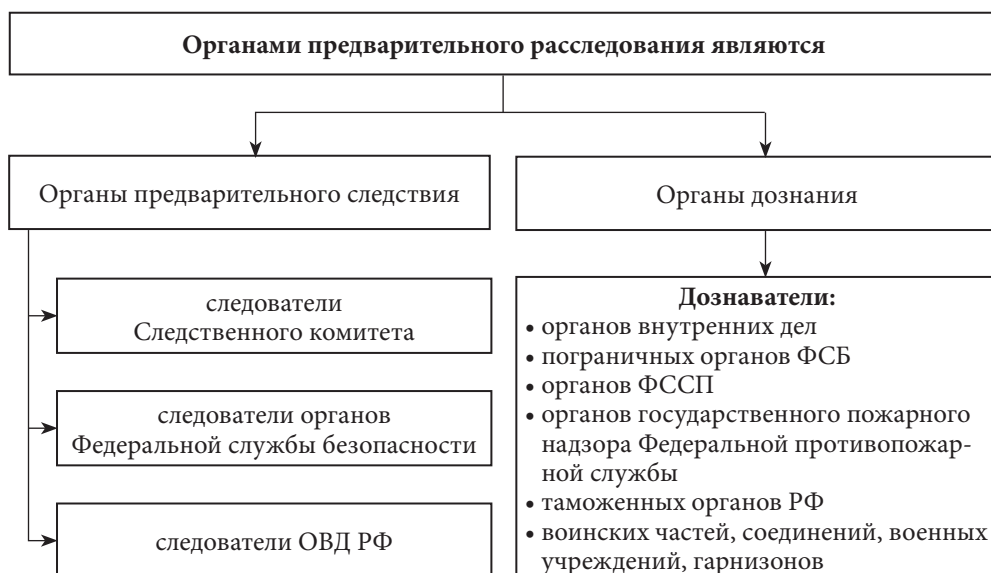 Органами предварительного расследования являются
Органы предварительного следствия
следователи
Следственного комитета
следователи органов
Федеральной службы безопасности
следователи ОВД РФ
Органы дознания
Дознаватели:
• органов внутренних дел
• пограничных органов ФСБ
• органов ФССП
• органов государственного пожарного
надзора Федеральной противопожар-
ной службы
• таможенных органов РФ
• воинских частей, соединений, военных
учреждений, гарнизонов